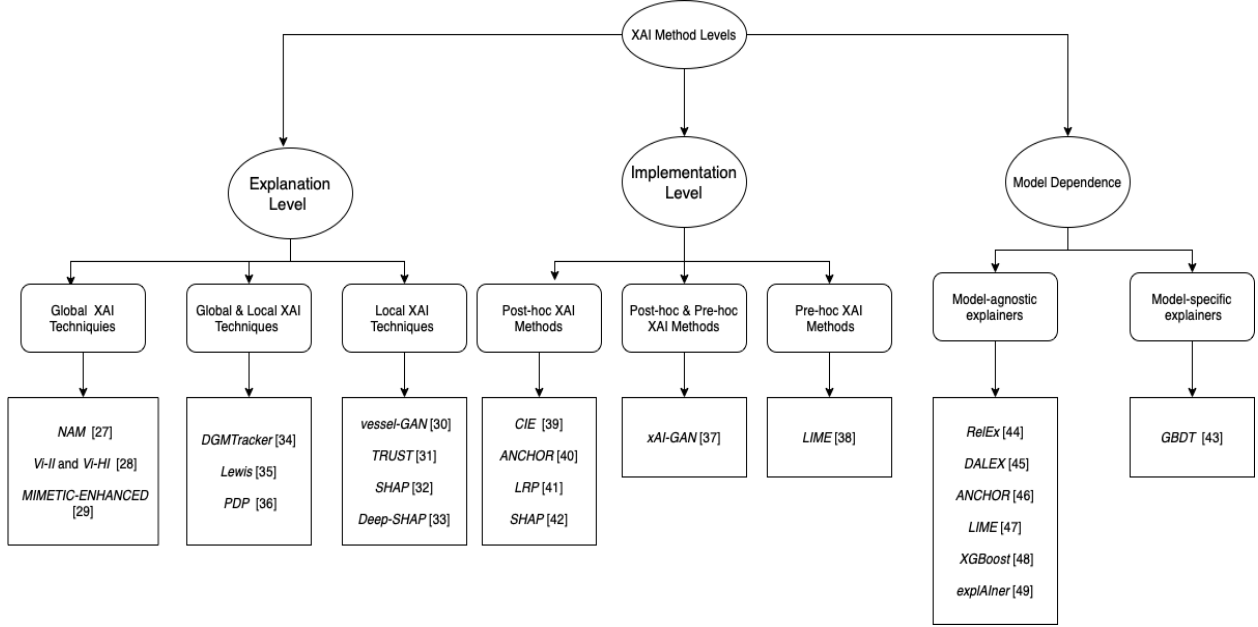 XAI Method Levels
Explanation
Level
Implementation
Level
Model Dependence
Global XAI
Techniquies
Global & Local XAI
Techniques
Local XAI
Techniques
Post-hoc XAI
Methods
Post-hoc & Pre-hoc
XAI Methods
Pre-hoc XAI
Methods
Model-agnostic
explainers
Model-specific
explainers
NAM [27]
Vi-II and Vi-HI [28]
MIMETIC-ENHANCED
[29]
DGMTracker [34]
Lewis [35]
PDP [36]
vessel-GAN [30]
TRUST [31]
SHAP [32]
Deep-SHAP [33]
CIE [39]
ANCHOR [40]
LRP [41]
SHAP [42]
xAI-GAN [37]
LIME [38]
RelEx [44]
DALEX [45]
ANCHOR [46]
LIME [47]
XGBoost [48]
explAIner [49]
GBDT [43]